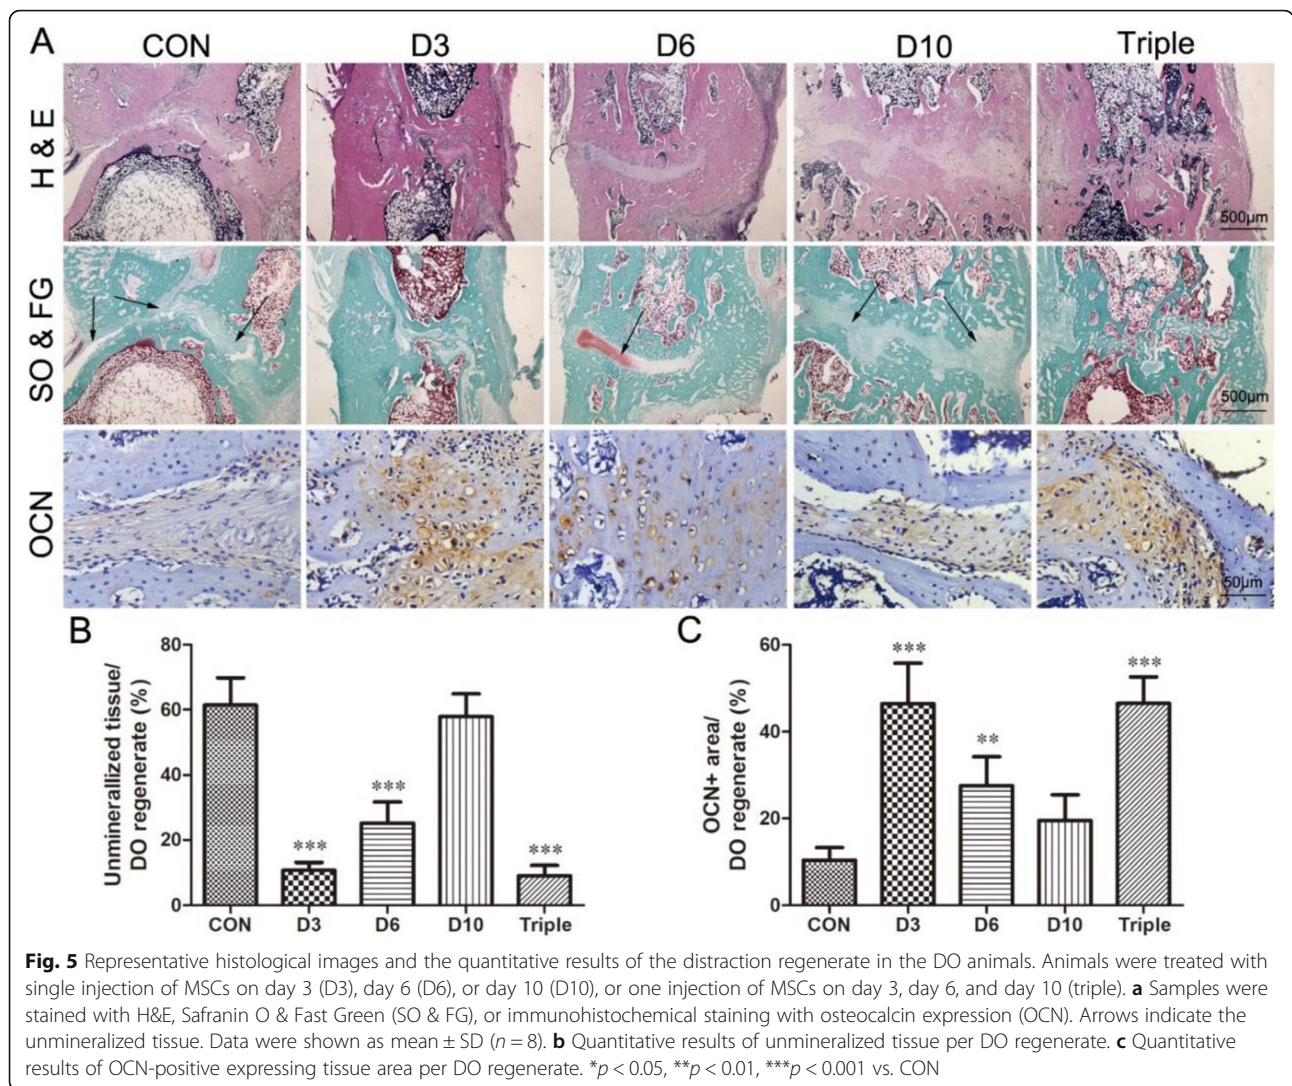 A
CON D3 D6 D10 Triple
H & E
500μm
SO & FG
500μm
OCN
50μm
B
Unminerallized tissue/
DO regenerate (%)
80
60
40
20
0
***
***
***
CON D3 D6 D10 Triple
C
OCN+ area/
DO regenerate (%)
60
40
20
0
***
**
***
CON D3 D6 D10 Triple
Fig. 5 Representative histological images and the quantitative results of the distraction regenerate in the DO animals. Animals were treated with
single injection of MSCs on day 3 (D3), day 6 (D6), or day 10 (D10), or one injection of MSCs on day 3, day 6, and day 10 (triple). a Samples were
stained with H&E, Safranin O & Fast Green (SO & FG), or immunohistochemical staining with osteocalcin expression (OCN). Arrows indicate the
unmineralized tissue. Data were shown as mean ± SD (n = 8). b Quantitative results of unmineralized tissue per DO regenerate. c Quantitative
results of OCN-positive expressing tissue area per DO regenerate. *p < 0.05, **p < 0.01, ***p < 0.001 vs. CON